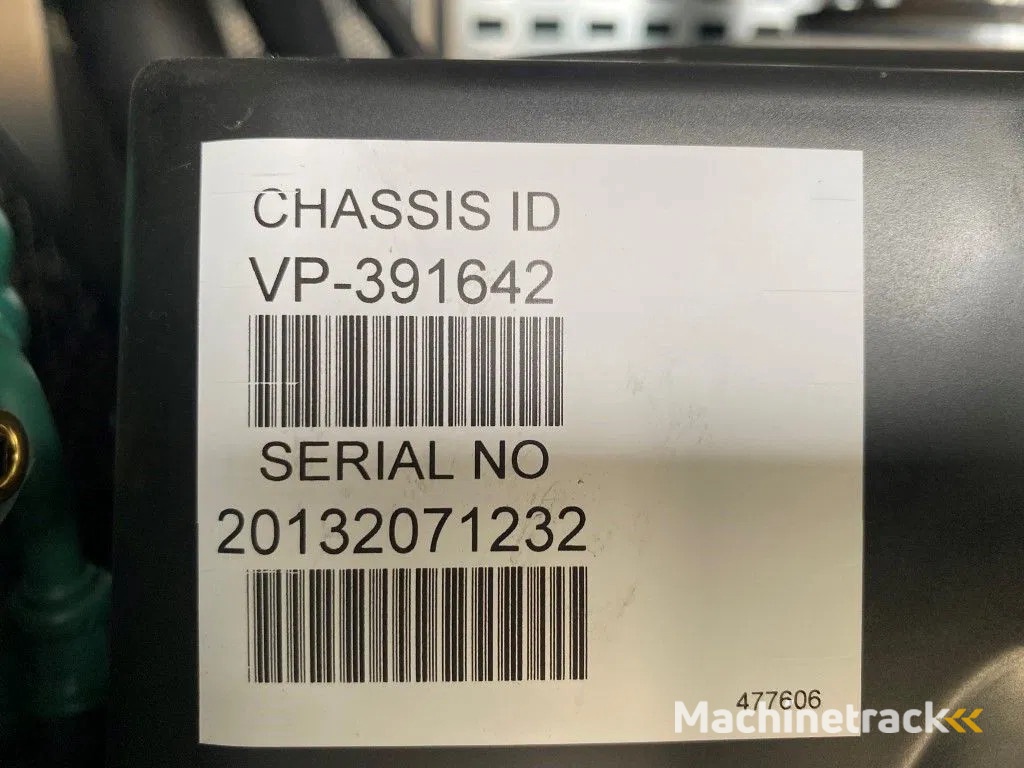 CHASSIS ID
VP-391642
SERIAL NO
20132071232
477606
Machinetrack